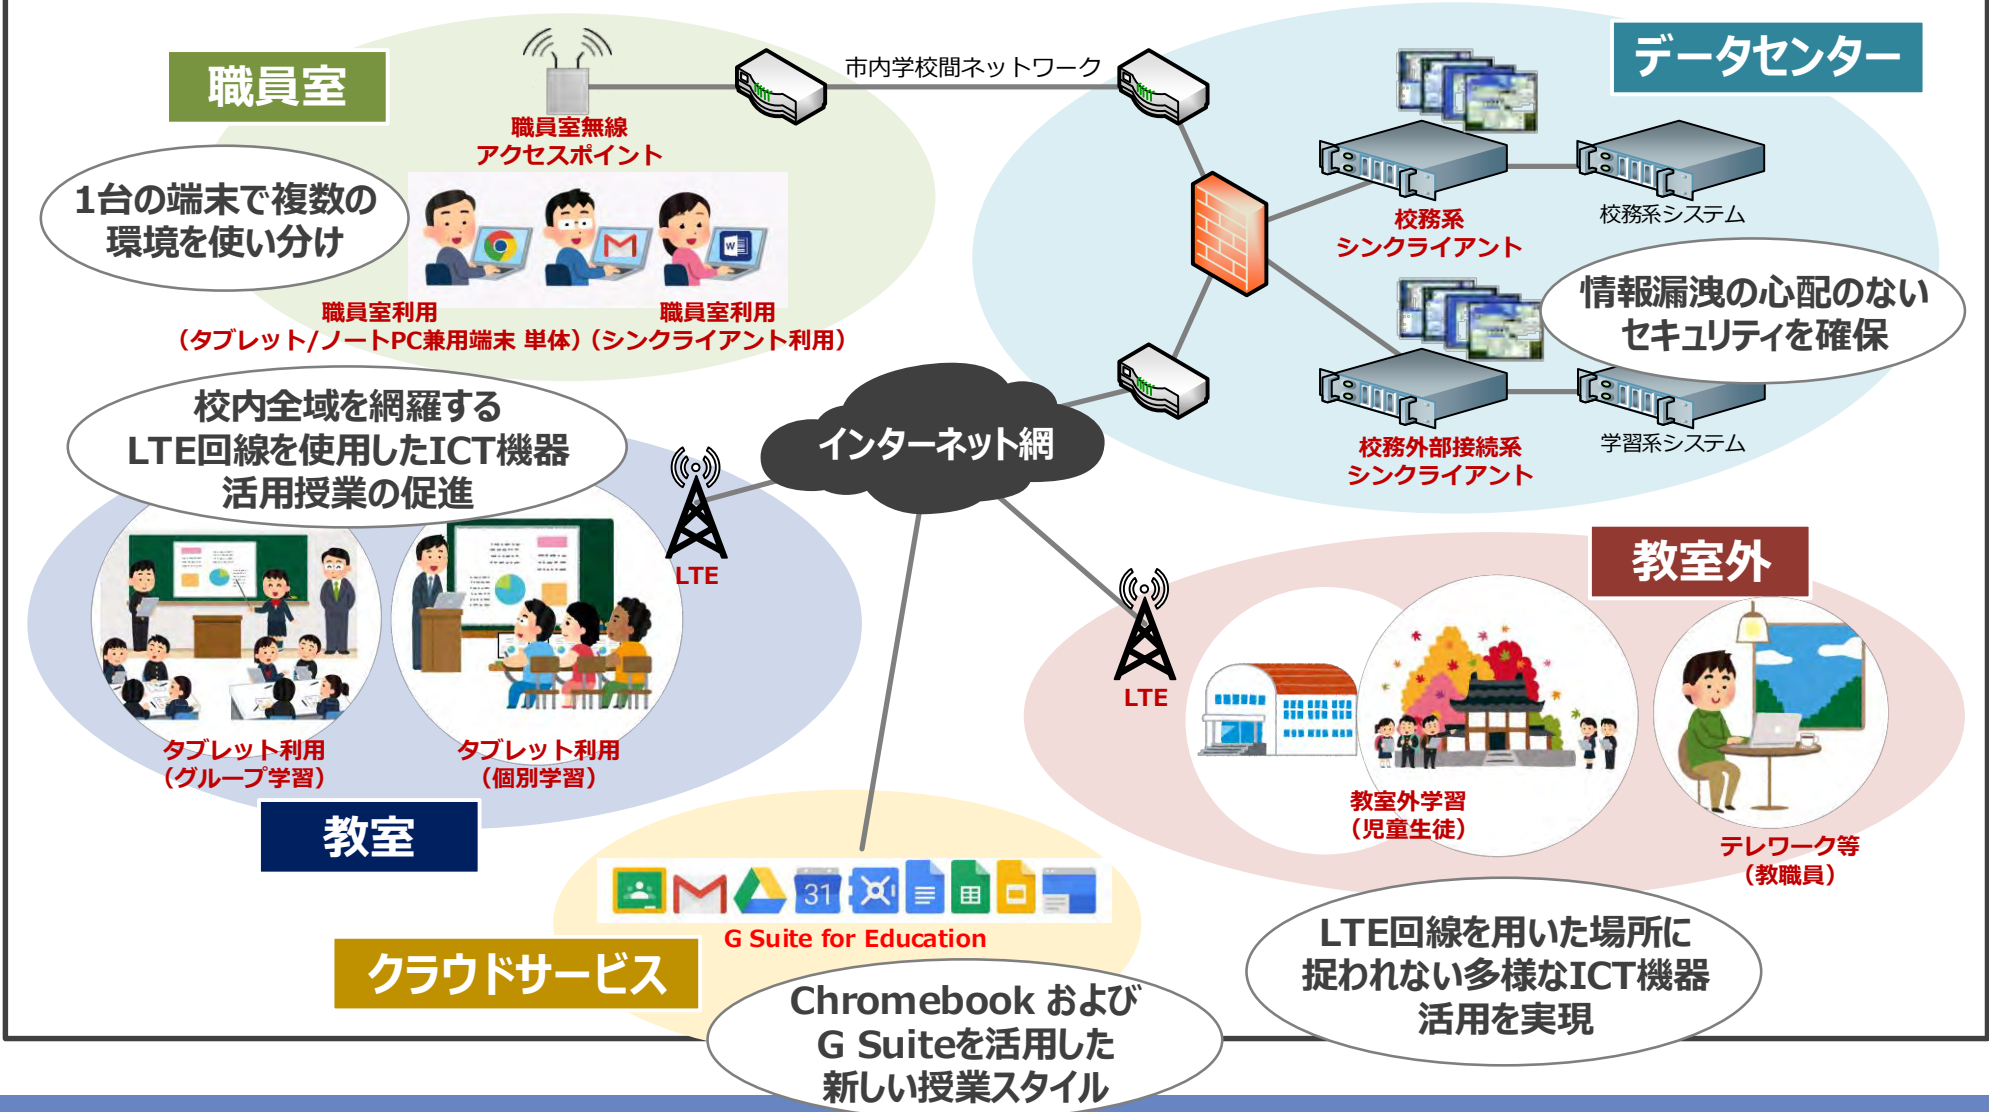 職員室
市内学校間ネットワーク
データセンター
職員室無線
アクセスポイント
1台の端末で複数の
環境を使い分け
校務系
シンクライアント
校務系システム
職員室利用
(タブレット/ノートPC兼用端末 単体)
職員室利用
(シンクライアント利用)
情報漏洩の心配のない
セキュリティを確保
校内全域を網羅する
LTE回線を使用したICT機器
活用授業の促進
インターネット網
校務外部接続系
シンクライアント
学習系システム
LTE
教室外
LTE
タブレット利用
(グループ学習)
タブレット利用
(個別学習)
教室
教室外学習
(児童生徒)
テレワーク等
(教職員)
31
G Suite for Education
クラウドサービス
LTE回線を用いた場所に
捉われない多様なICT機器
活用を実現
Chromebook および
G Suiteを活用した
新しい授業スタイル